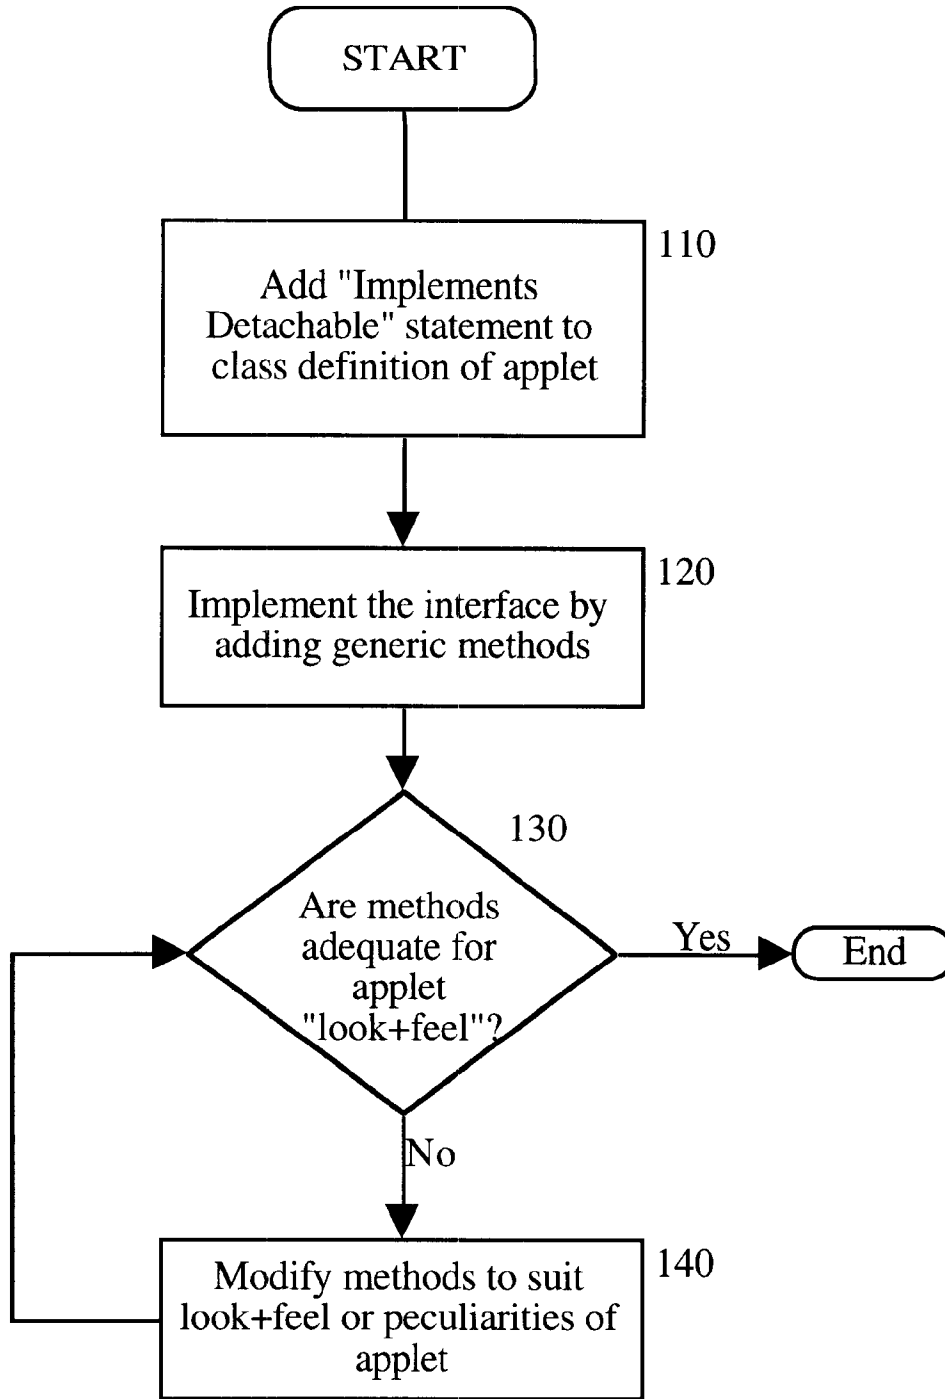 START
110
Add "Implements
Detachable" statement to
class definition of applet
120
Implement the interface by
adding generic methods
130
Are methods
adequate for
applet
"look+feel"?
Yes
End
No
140
Modify methods to suit
look+feel or peculiarities of
applet